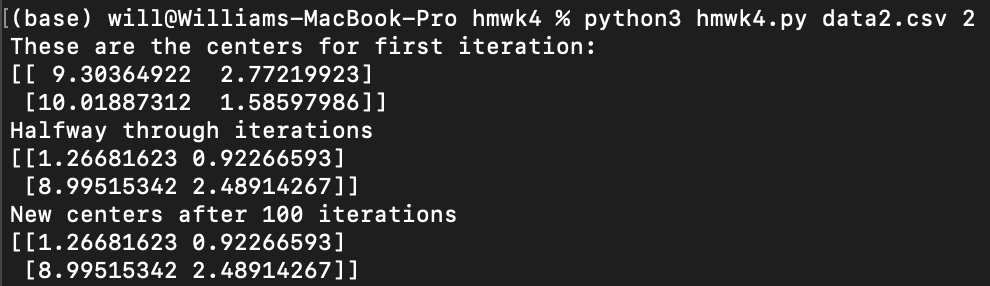 [(base) will@Williams-MacBook-Pro hmwk4 % python3 hmwk4.py data2.csv 2
These are the centers for first iteration:
[[ 9.30364922  2.77219923]
 [10.01887312  1.58597986]]
Halfway through iterations
[[1.26681623 0.92266593]
 [8.99515342 2.48914267]]
New centers after 100 iterations
[[1.26681623 0.92266593]
 [8.99515342 2.48914267]]